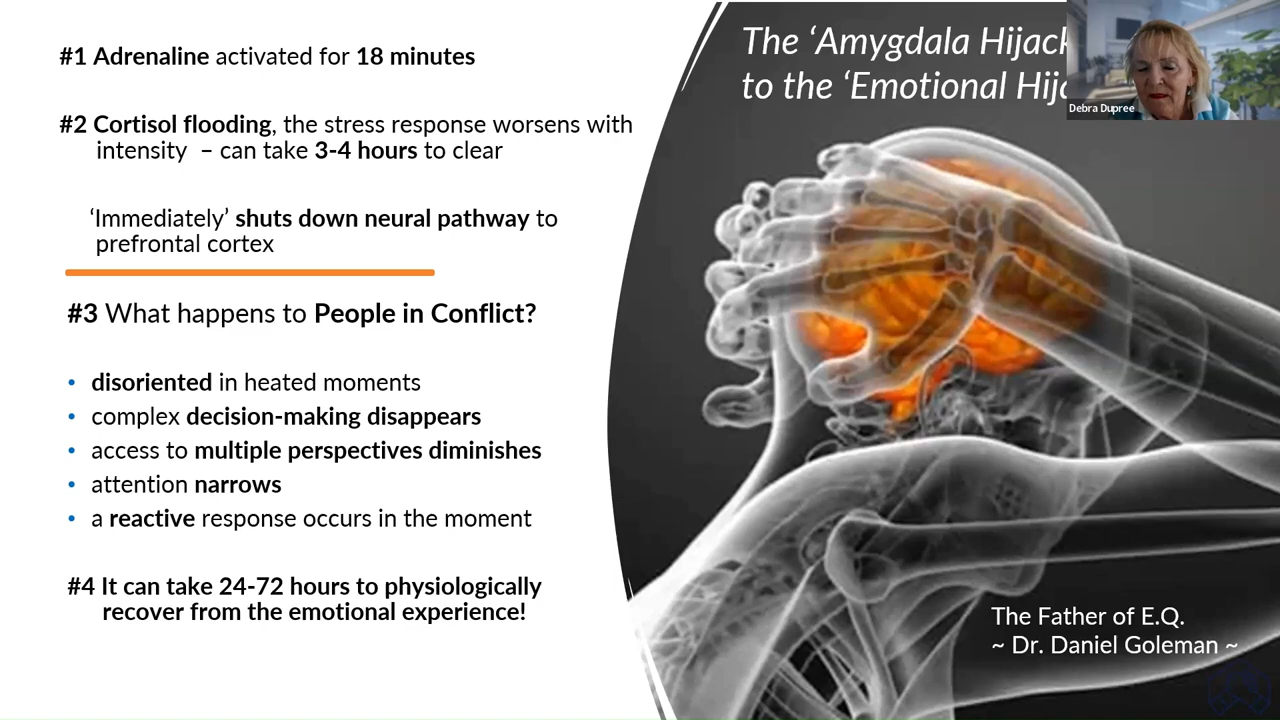 #1 Adrenaline activated for 18 minutes
#2 Cortisol flooding, the stress response worsens with
intensity – can take 3-4 hours to clear
‘Immediately’ shuts down neural pathway to
prefrontal cortex
#3 What happens to People in Conflict?
• disoriented in heated moments
• complex decision-making disappears
• access to multiple perspectives diminishes
• attention narrows
• a reactive response occurs in the moment
#4 It can take 24-72 hours to physiologically
recover from the emotional experience!
The ‘Amygdala Hijack
to the ‘Emotional
Debra Dupree
The Father of E.Q.
~ Dr. Daniel Goleman ~